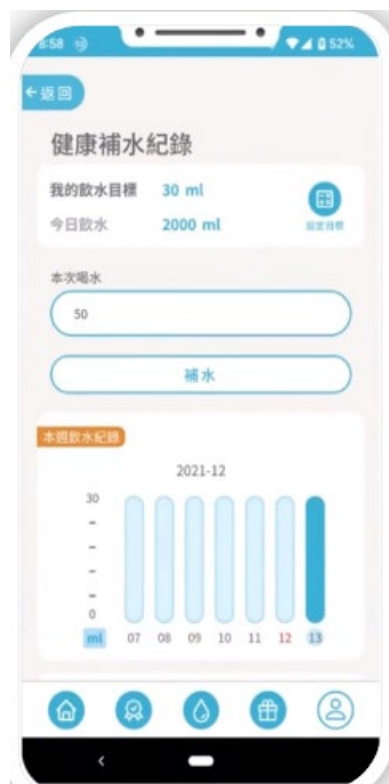 8:58 52%
←返回
健康補水紀錄
我的飲水目標 30 ml
今日飲水 2000 ml
設定目標
本次喝水
50
補水
本週飲水紀錄
2021-12
30
0
ml 07 08 09 10 11 12 13